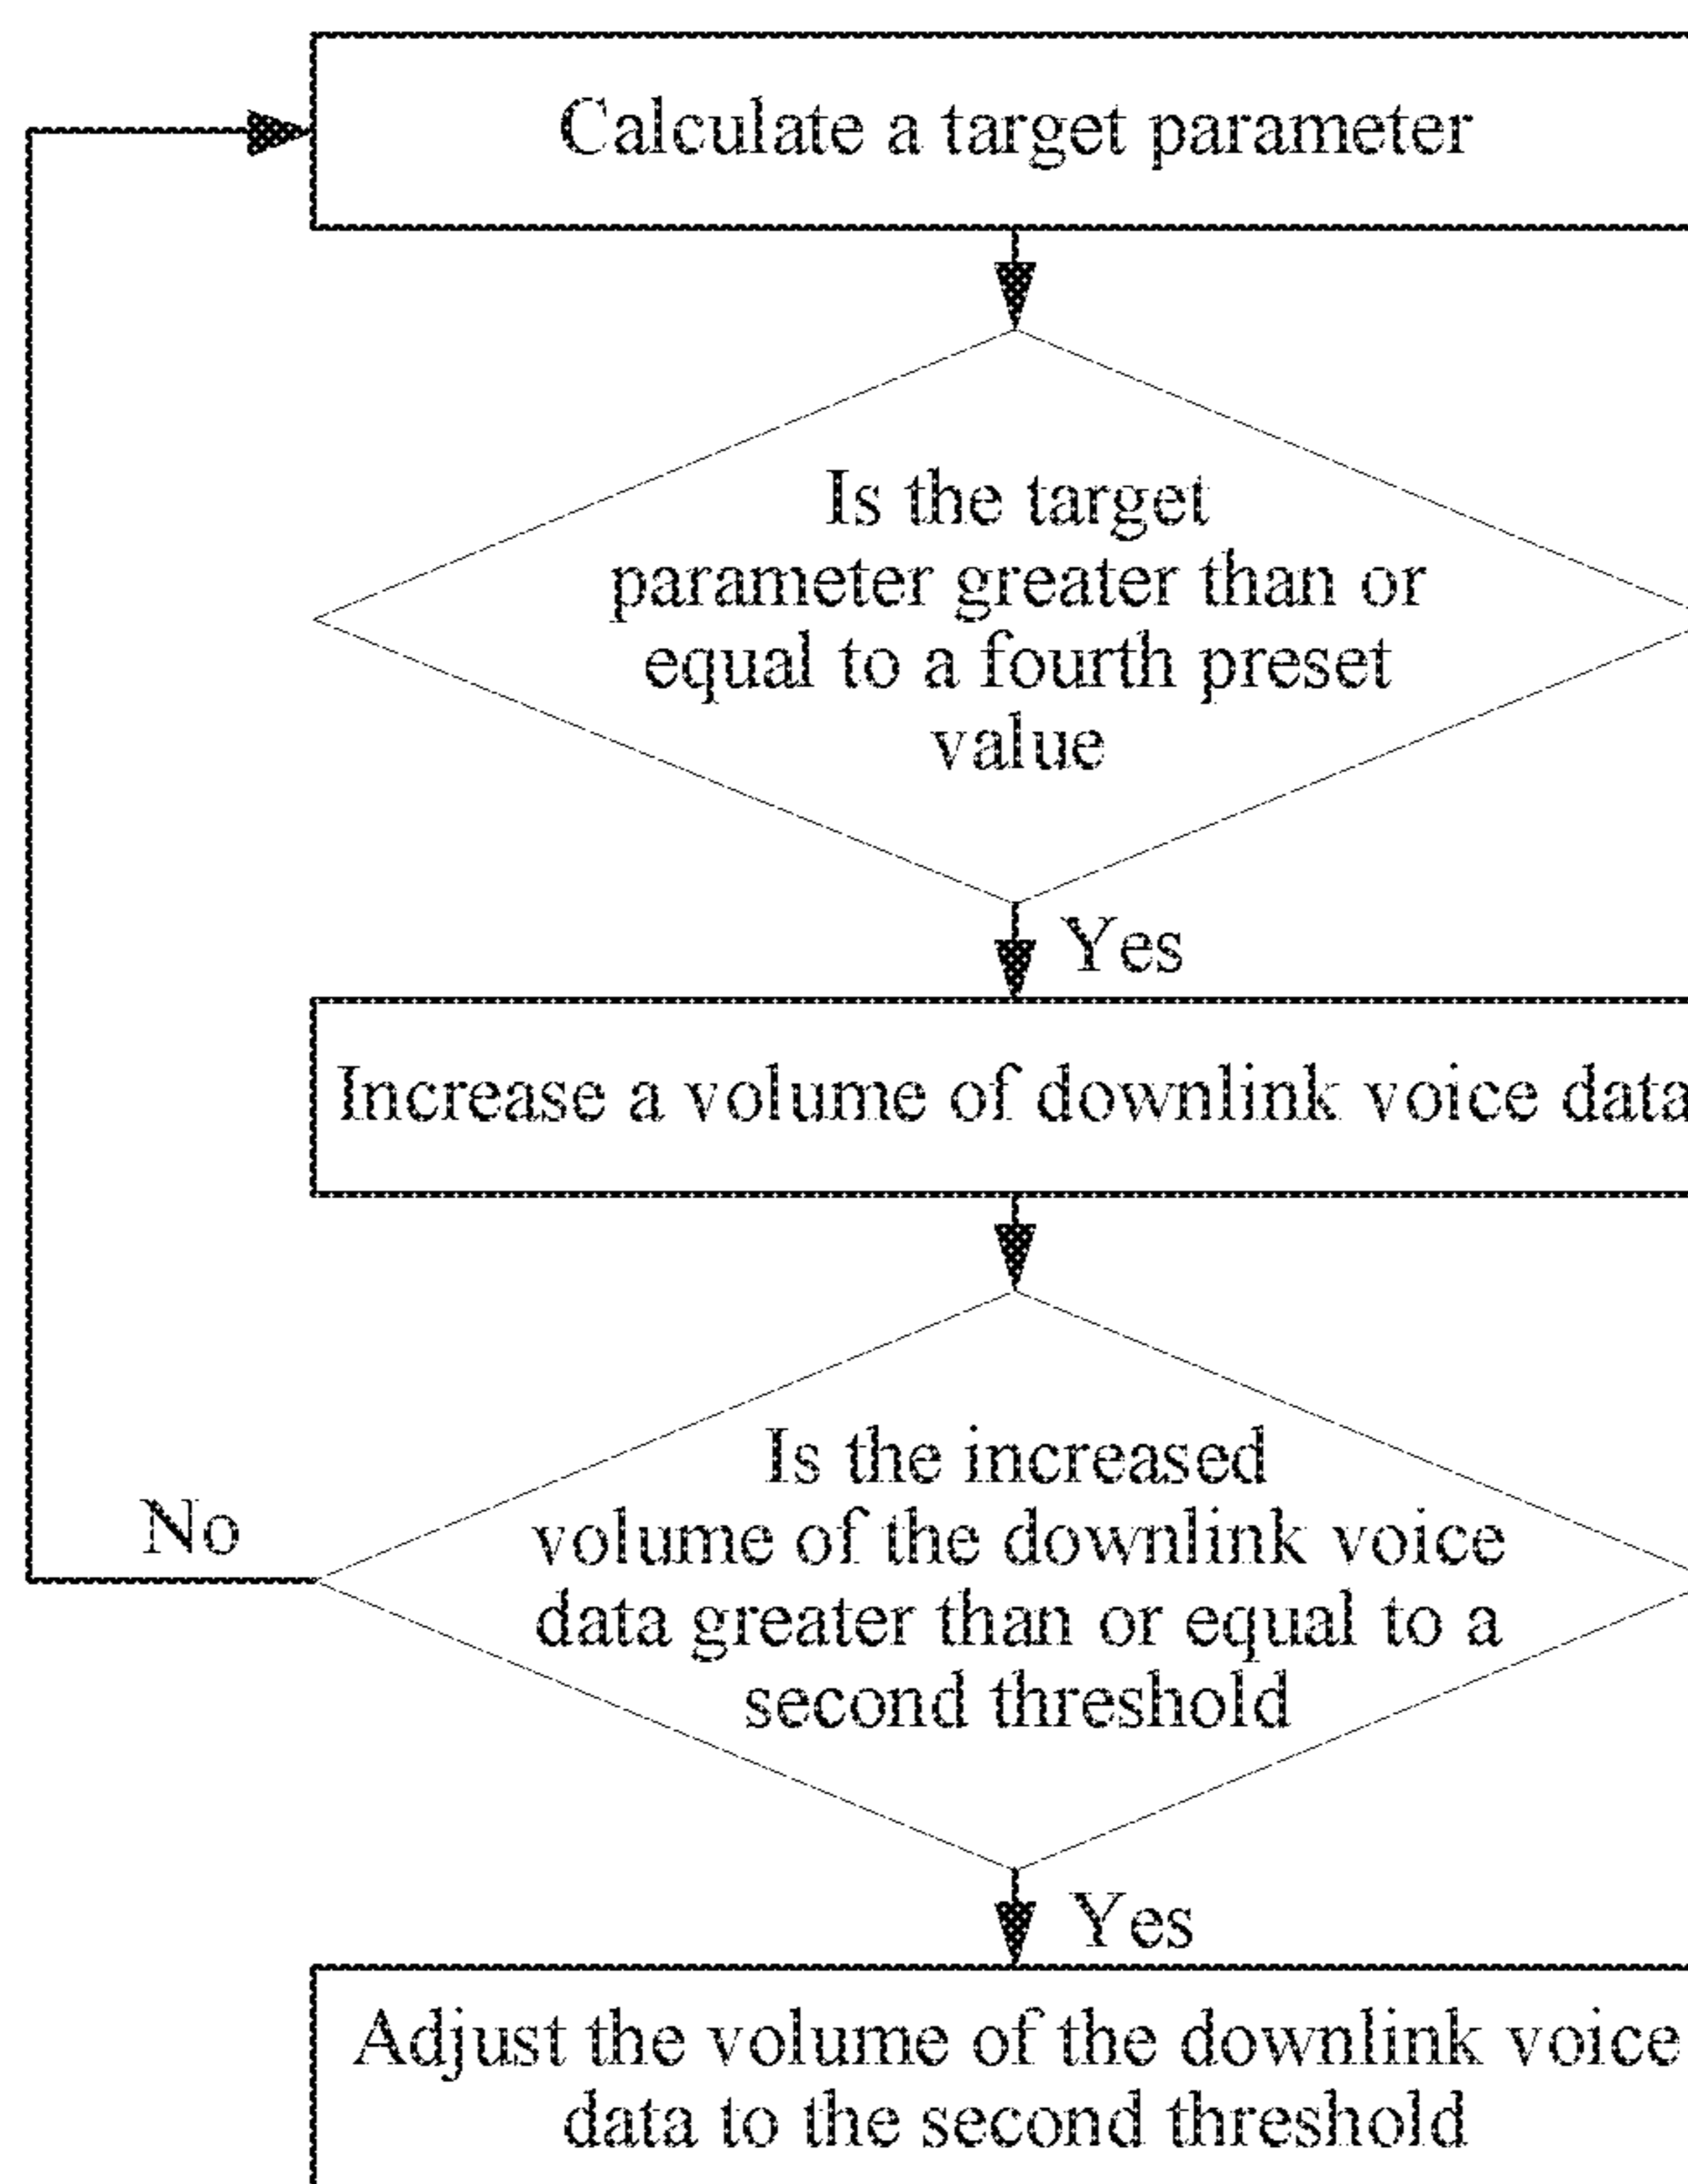 Calculate a target parameter
Is the target
parameter greater than or
equal to a fourth preset
value
Yes
Increase a volume of downlink voice data
Is the increased
volume of the downlink voice
data greater than or equal to a
second threshold
No
Yes
Adjust the volume of the downlink voice
data to the second threshold